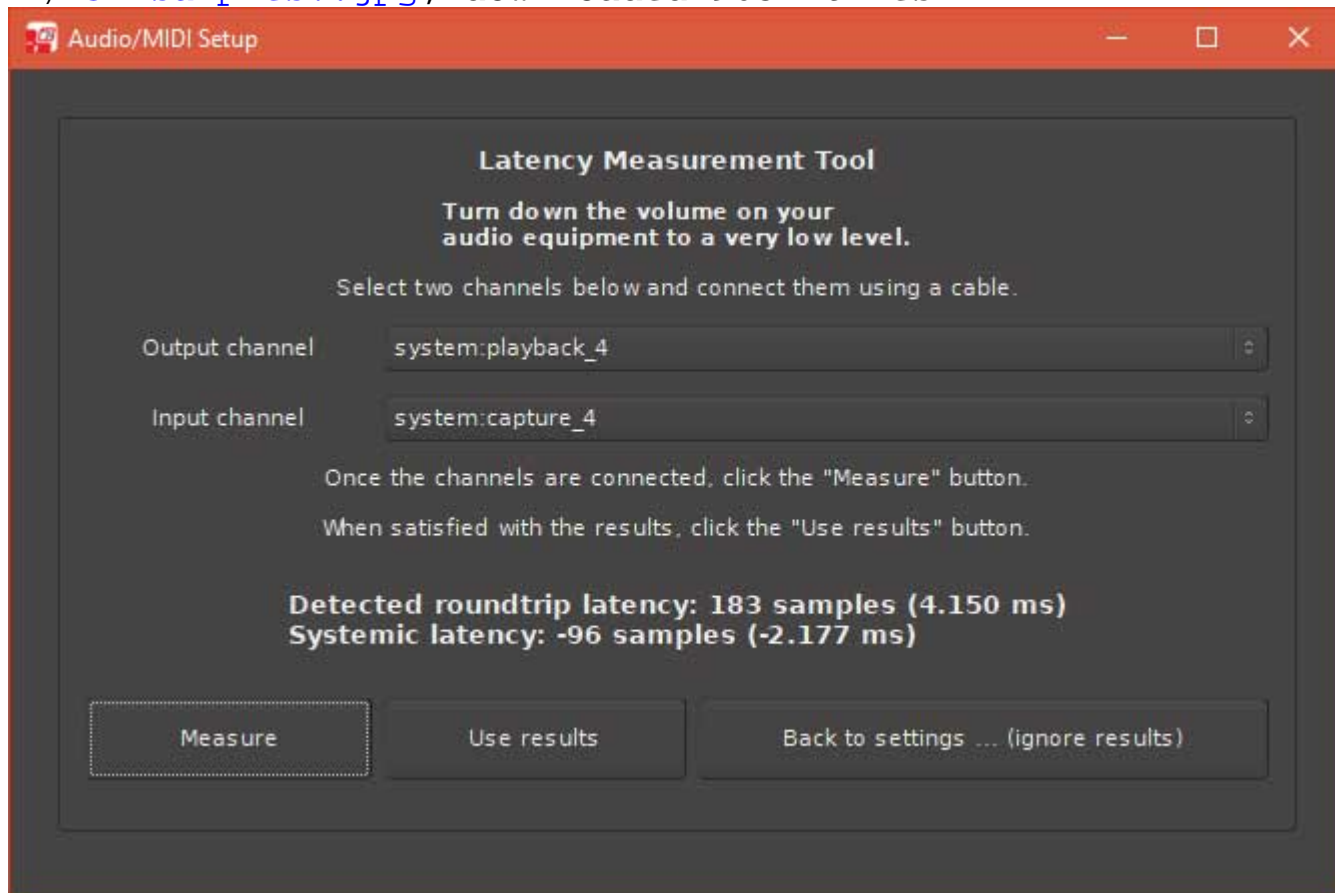 Audio/MIDI Setup
Latency Measurement Tool
Turn down the volume on your
audio equipment to a very low level.
Select two channels below and connect them using a cable.
Output channel system:playback_4
Input channel system:capture_4
Once the channels are connected, click the "Measure" button.
When satisfied with the results, click the "Use results" button.
Detected roundtrip latency: 183 samples (4.150 ms)
Systemic latency: -96 samples (-2.177 ms)
Measure Use results Back to settings ... (ignore results)